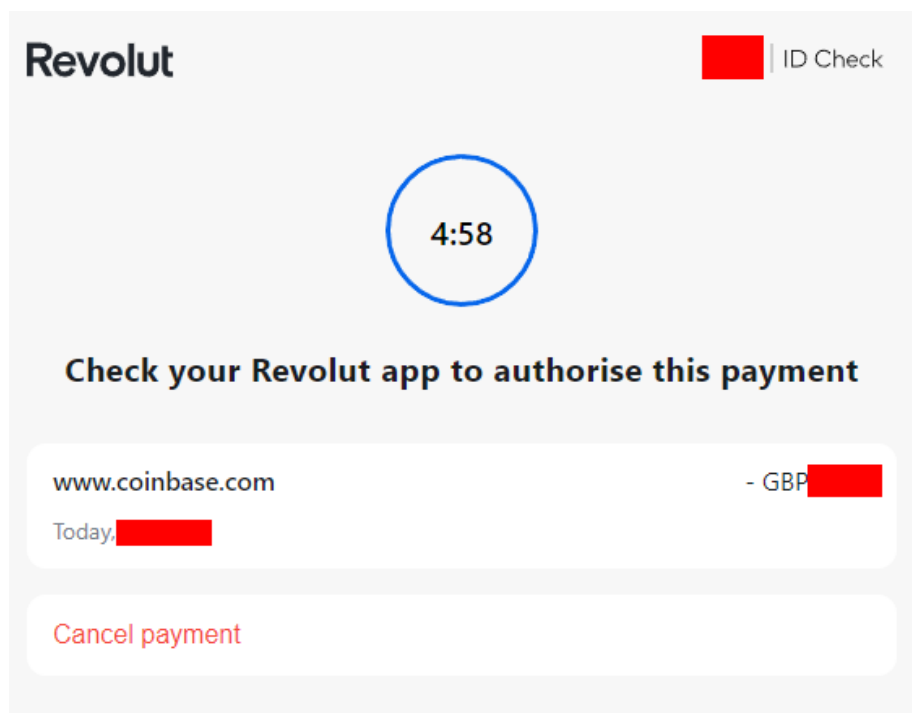 Revolut
ID Check
4:58
Check your Revolut app to authorise this payment
www.coinbase.com - GBP
Today,
Cancel payment